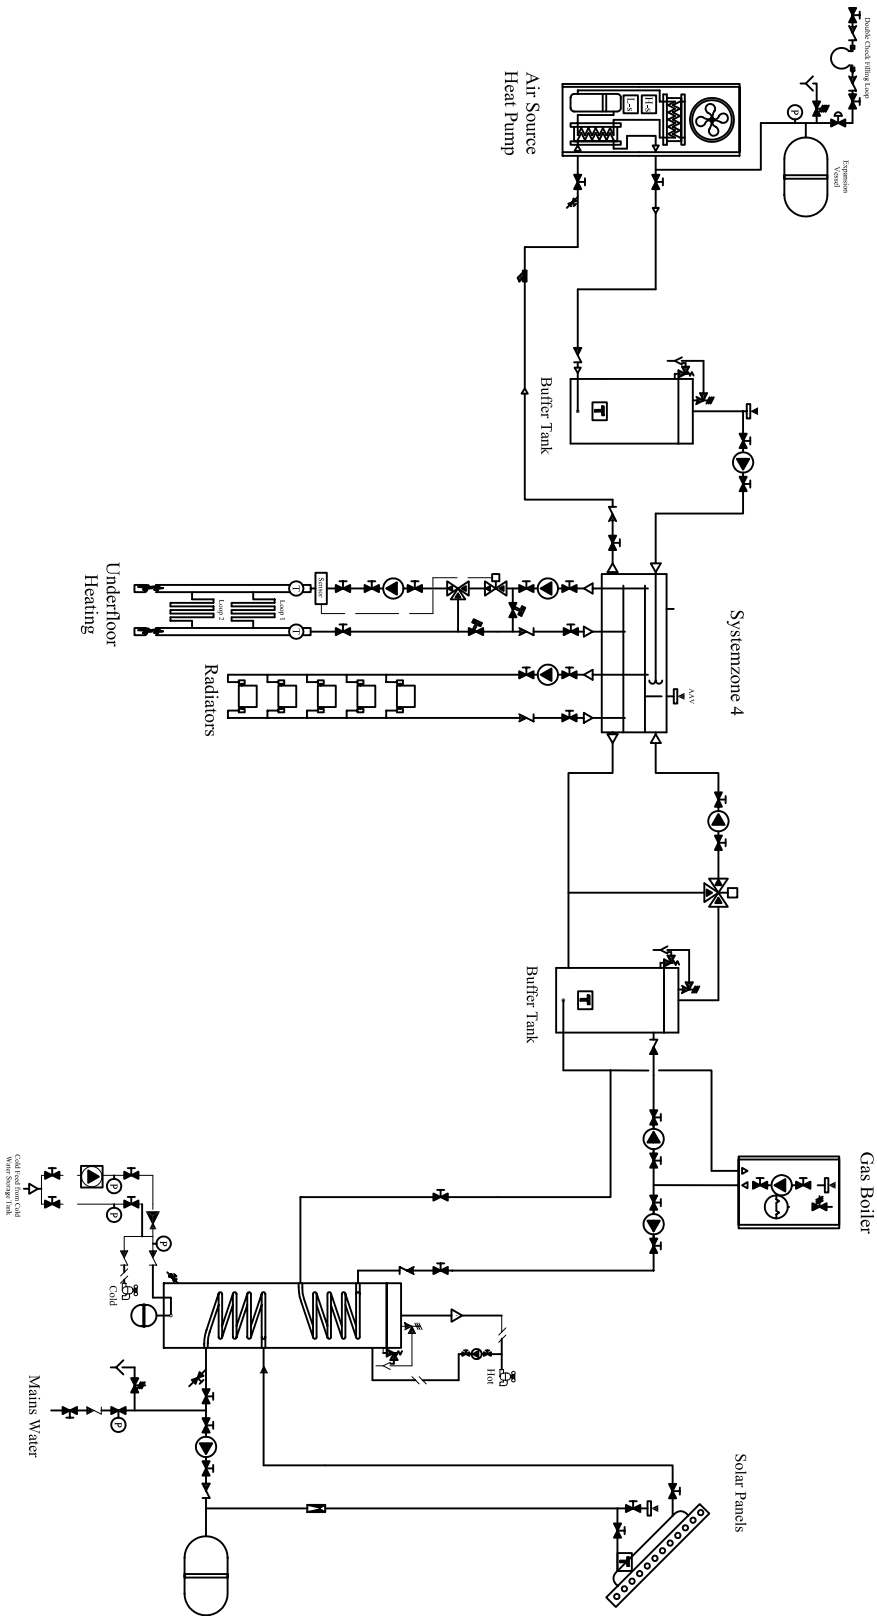 Double Check Filling Loop
P
Expansion
Vessel
Air Source
Heat Pump
H-s
L-s
Buffer Tank
T
Systemzone 4
AAV
Sensor
T
T
Loop 1
Loop 2
Underfloor
Heating
Radiators
Buffer Tank
T
Gas Boiler
Cold Feed from Cold
Water Storage Tank
P
P
P
Cold
Hot
Mains Water
P
Solar Panels
T